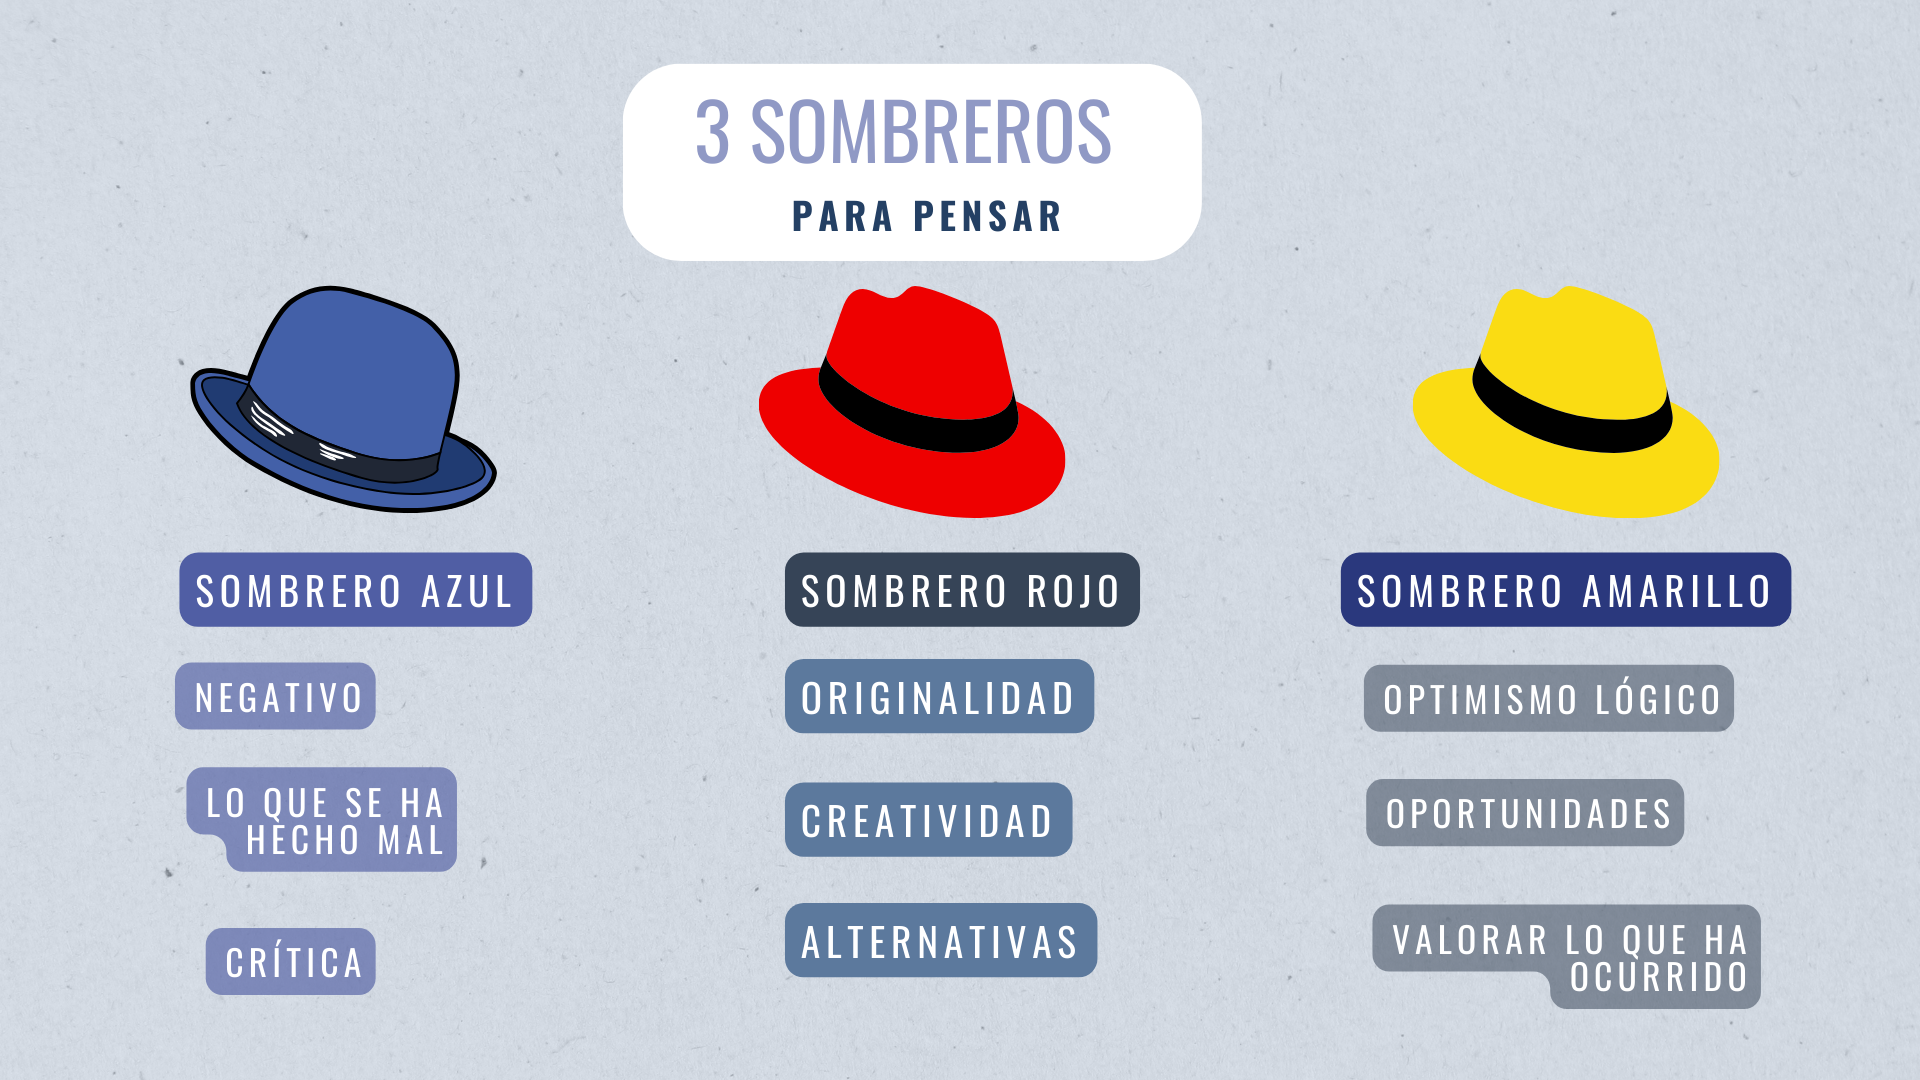 3 SOMBREROS
PARA PENSAR
SOMBRERO AZUL
NEGATIVO
LO QUE SE HA
HECHO MAL
CRÍTICA
SOMBRERO ROJO
ORIGINALIDAD
CREATIVIDAD
ALTERNATIVAS
SOMBRERO AMARILLO
OPTIMISMO LÓGICO
OPORTUNIDADES
VALORAR LO QUE HA
OCURRIDO